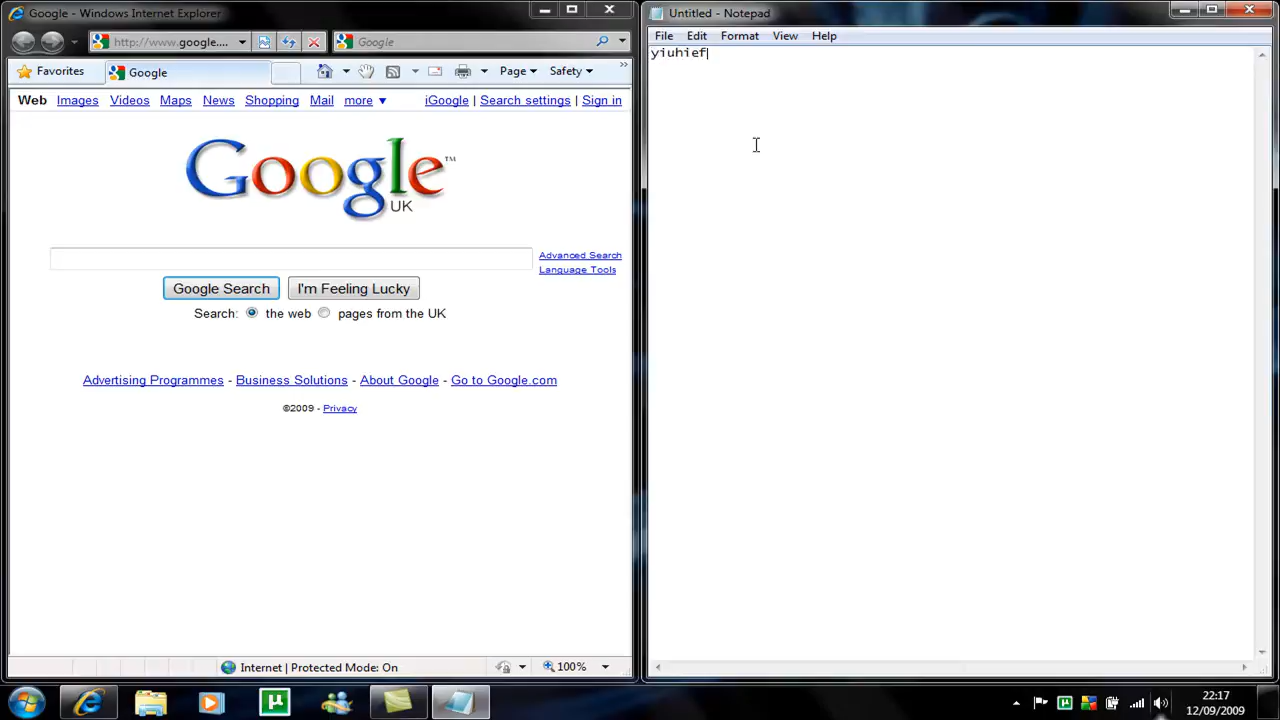 Google - Windows Internet Explorer
http://www.google....
Google
Favorites
Google
Page
Safety
»
Web Images Videos Maps News Shopping Mail more ▼
iGoogle | Search settings | Sign in
Google™
UK
Advanced Search
Language Tools
Google Search
I'm Feeling Lucky
Search: the web pages from the UK
Advertising Programmes - Business Solutions - About Google - Go to Google.com
©2009 - Privacy
Internet | Protected Mode: On
100%
Untitled - Notepad
File Edit Format View Help
yiuhief
22:17
12/09/2009